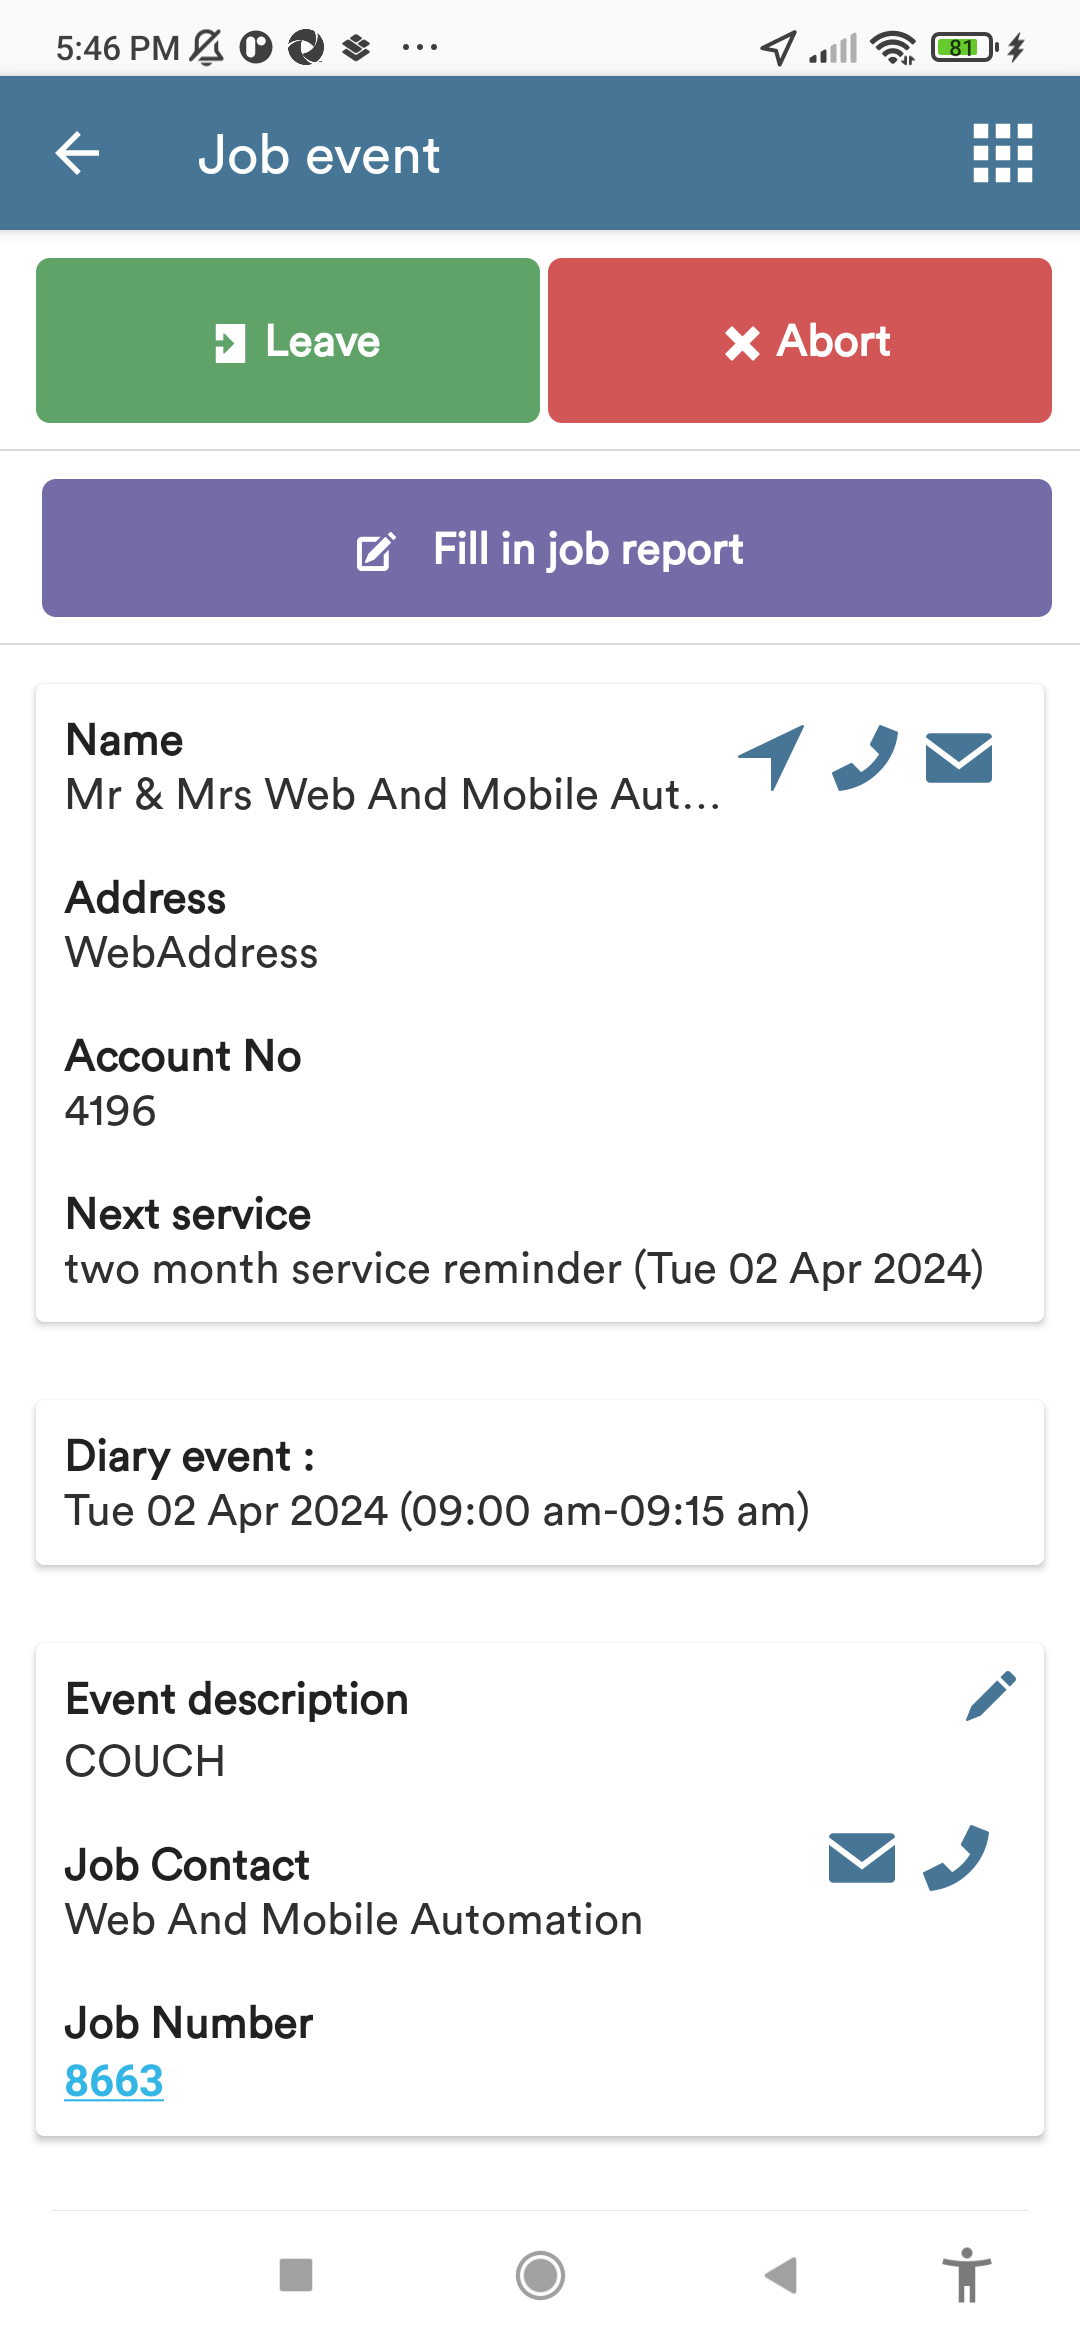 5:46 PM
81
Job event
Leave
Abort
Fill in job report
Name
Mr & Mrs Web And Mobile Aut...
Address
WebAddress
Account No
4196
Next service
two month service reminder (Tue 02 Apr 2024)
Diary event :
Tue 02 Apr 2024 (09:00 am-09:15 am)
Event description
COUCH
Job Contact
Web And Mobile Automation
Job Number
8663